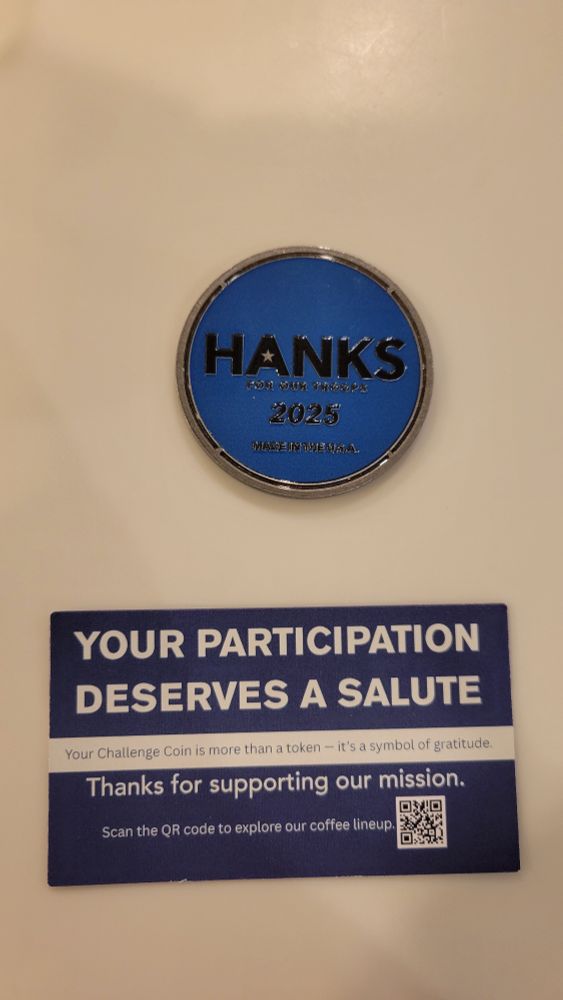 HANKS
FOR OUR TROOPS
2025
MADE IN THE U.S.A.
YOUR PARTICIPATION
DESERVES A SALUTE
Your Challenge Coin is more than a token — it's a symbol of gratitude.
Thanks for supporting our mission.
Scan the QR code to explore our coffee lineup.